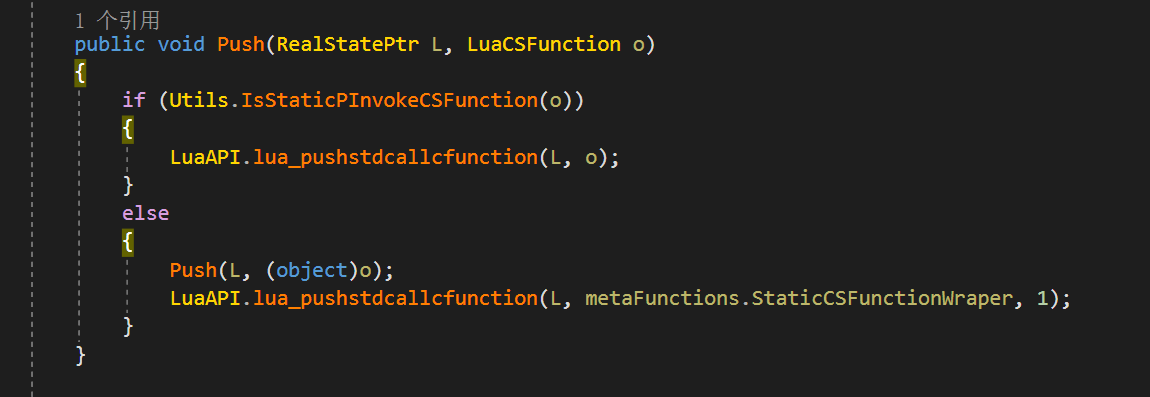 1 个引用
public void Push(RealStatePtr L, LuaCSFunction o)
{
if (Utils.IsStaticPInvokeCSFunction(o))
{
LuaAPI.lua_pushstdcallcfunction(L, o);
}
else
{
Push(L, (object)o);
LuaAPI.lua_pushstdcallcfunction(L, metaFunctions.StaticCSFunctionWraper, 1);
}
}